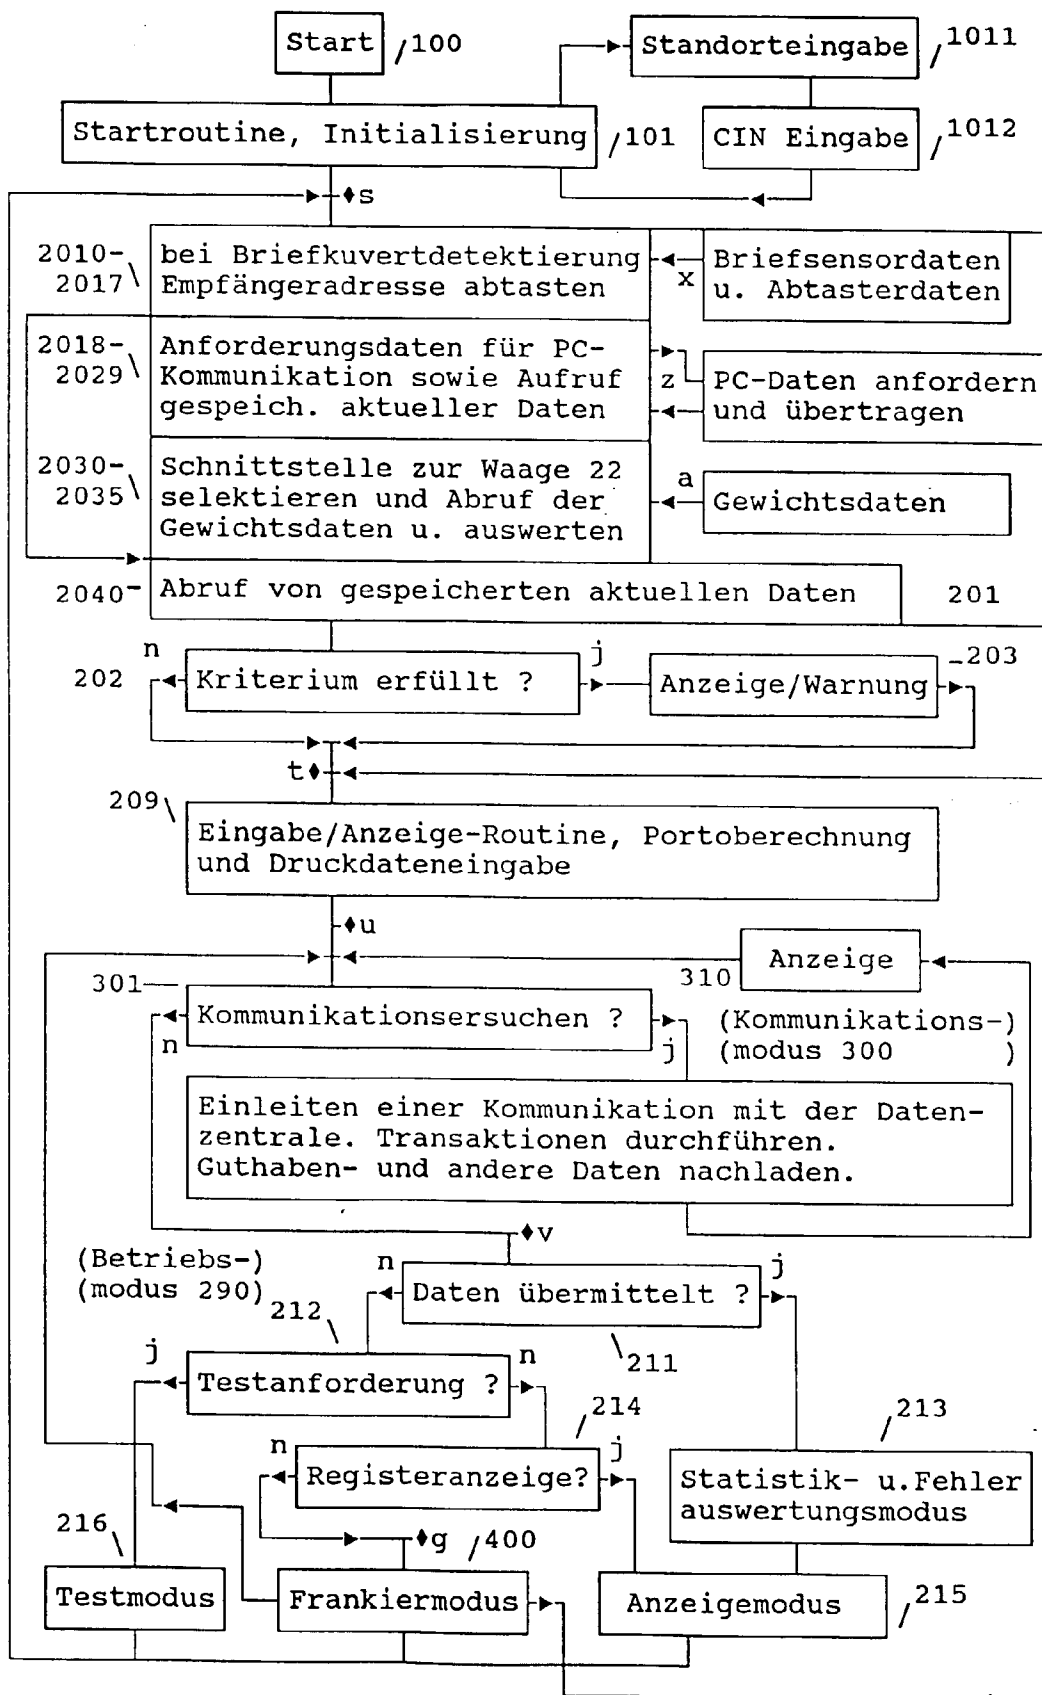 Start
/100
Standorteingabe
/1011
Startroutine, Initialisierung
/101
CIN Eingabe
/1012
♦s
2010-
2017\
bei Briefkuvertdetektierung
Empfängeradresse abtasten
x
Briefsensordaten
u. Abtasterdaten
2018-
2029\
Anforderungsdaten für PC-
Kommunikation sowie Aufruf
gespeich. aktueller Daten
z
PC-Daten anfordern
und übertragen
2030-
2035\
Schnittstelle zur Waage 22
selektieren und Abruf der
Gewichtsdaten u. auswerten
a
Gewichtsdaten
2040-
Abruf von gespeicherten aktuellen Daten
201
n
202
Kriterium erfüllt ?
j
Anzeige/Warnung
203
t♦
209\
Eingabe/Anzeige-Routine, Portoberechnung
und Druckdateneingabe
♦u
Anzeige
310
301
Kommunikationsersuchen ?
n
j
(Kommunikations-)
(modus 300 )
Einleiten einer Kommunikation mit der Daten-
zentrale. Transaktionen durchführen.
Guthaben- und andere Daten nachladen.
♦v
(Betriebs-)
(modus 290)
n
Daten übermittelt ?
j
\211
212
j
Testanforderung ?
n
/214
213
n
Registeranzeige?
j
Statistik- u.Fehler
auswertungsmodus
216
♦g
/400
Testmodus
Frankiermodus
Anzeigemodus
/215